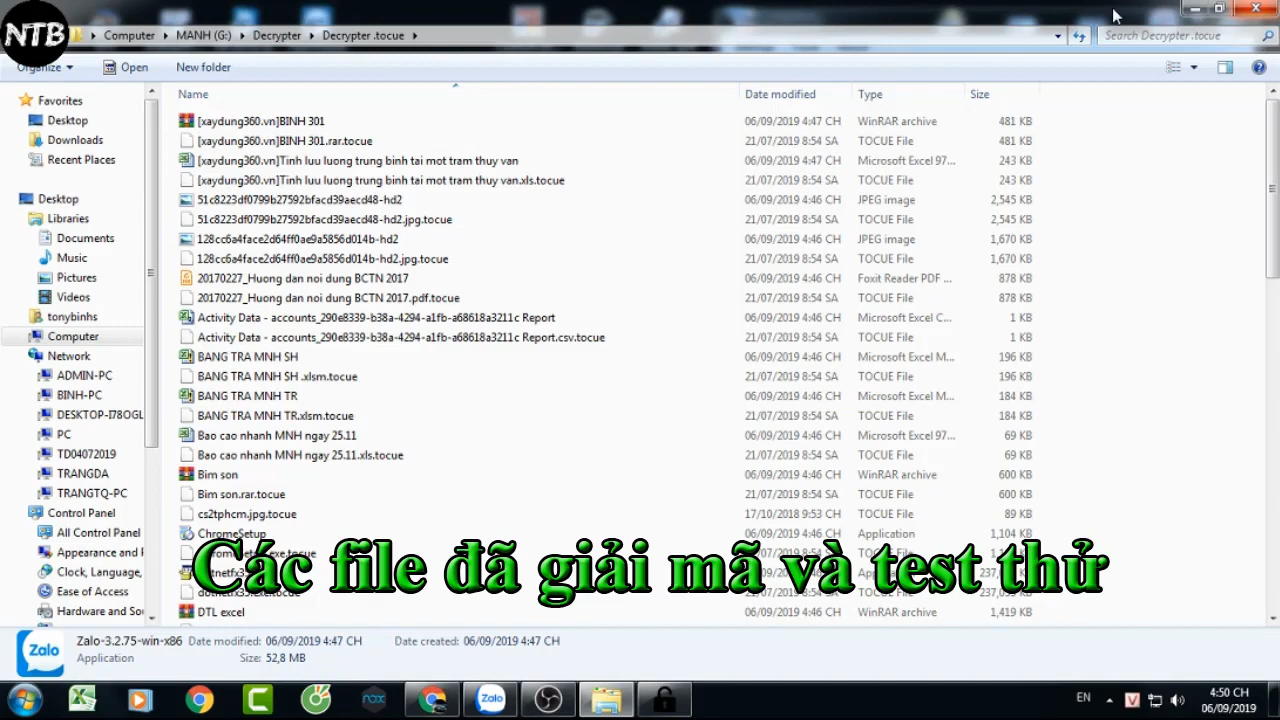 NTB
Computer
MANH (G:)
Decrypter
Decrypter .tocue
Search Decrypter .tocue
Organize
Open
New folder
Favorites
Desktop
Downloads
Recent Places
Desktop
Libraries
Documents
Music
Pictures
Videos
tonybinhs
Computer
Network
ADMIN-PC
BINH-PC
DESKTOP-I78OGL
PC
TD04072019
TRANGDA
TRANGTQ-PC
Control Panel
All Control Panel
Appearance and
Clock, Language,
Ease of Access
Hardware and Sou
Name Date modified Type Size
[xaydung360.vn]BINH 301 06/09/2019 4:47 CH WinRAR archive 481 KB
[xaydung360.vn]BINH 301.rar.tocue 21/07/2019 8:54 SA TOCUE File 481 KB
[xaydung360.vn]Tinh luu luong trung binh tai mot tram thuy van 06/09/2019 4:47 CH Microsoft Excel 97... 243 KB
[xaydung360.vn]Tinh luu luong trung binh tai mot tram thuy van.xls.tocue 21/07/2019 8:54 SA TOCUE File 243 KB
51c8223df0799b27592bfacd39aecd48-hd2 06/09/2019 4:46 CH JPEG image 2,545 KB
51c8223df0799b27592bfacd39aecd48-hd2.jpg.tocue 21/07/2019 8:54 SA TOCUE File 2,545 KB
128cc6a4face2d64ff0ae9a5856d014b-hd2 06/09/2019 4:46 CH JPEG image 1,670 KB
128cc6a4face2d64ff0ae9a5856d014b-hd2.jpg.tocue 21/07/2019 8:54 SA TOCUE File 1,670 KB
20170227_Huong dan noi dung BCTN 2017 06/09/2019 4:46 CH Foxit Reader PDF ... 878 KB
20170227_Huong dan noi dung BCTN 2017.pdf.tocue 21/07/2019 8:54 SA TOCUE File 878 KB
Activity Data - accounts_290e8339-b38a-4294-a1fb-a68618a3211c Report 06/09/2019 4:46 CH Microsoft Excel C... 1 KB
Activity Data - accounts_290e8339-b38a-4294-a1fb-a68618a3211c Report.csv.tocue 21/07/2019 8:54 SA TOCUE File 1 KB
BANG TRA MNH SH 06/09/2019 4:46 CH Microsoft Excel M... 196 KB
BANG TRA MNH SH .xlsm.tocue 21/07/2019 8:54 SA TOCUE File 196 KB
BANG TRA MNH TR 06/09/2019 4:46 CH Microsoft Excel M... 184 KB
BANG TRA MNH TR.xlsm.tocue 21/07/2019 8:54 SA TOCUE File 184 KB
Bao cao nhanh MNH ngay 25.11 06/09/2019 4:46 CH Microsoft Excel 97... 69 KB
Bao cao nhanh MNH ngay 25.11.xls.tocue 21/07/2019 8:54 SA TOCUE File 69 KB
Bim son 06/09/2019 4:46 CH WinRAR archive 600 KB
Bim son.rar.tocue 21/07/2019 8:54 SA TOCUE File 600 KB
cs2tphcm.jpg.tocue 17/10/2018 9:53 CH TOCUE File 89 KB
ChromeSetup 06/09/2019 4:46 CH Application 1,104 KB
Các file đã giải mã và test thử
DTL excel 06/09/2019 4:46 CH WinRAR archive 1,419 KB
Zalo
Zalo-3.2.75-win-x86 Date modified: 06/09/2019 4:47 CH Date created: 06/09/2019 4:47 CH
Application Size: 52,8 MB
nox
Zalo
EN
V
4:50 CH
06/09/2019